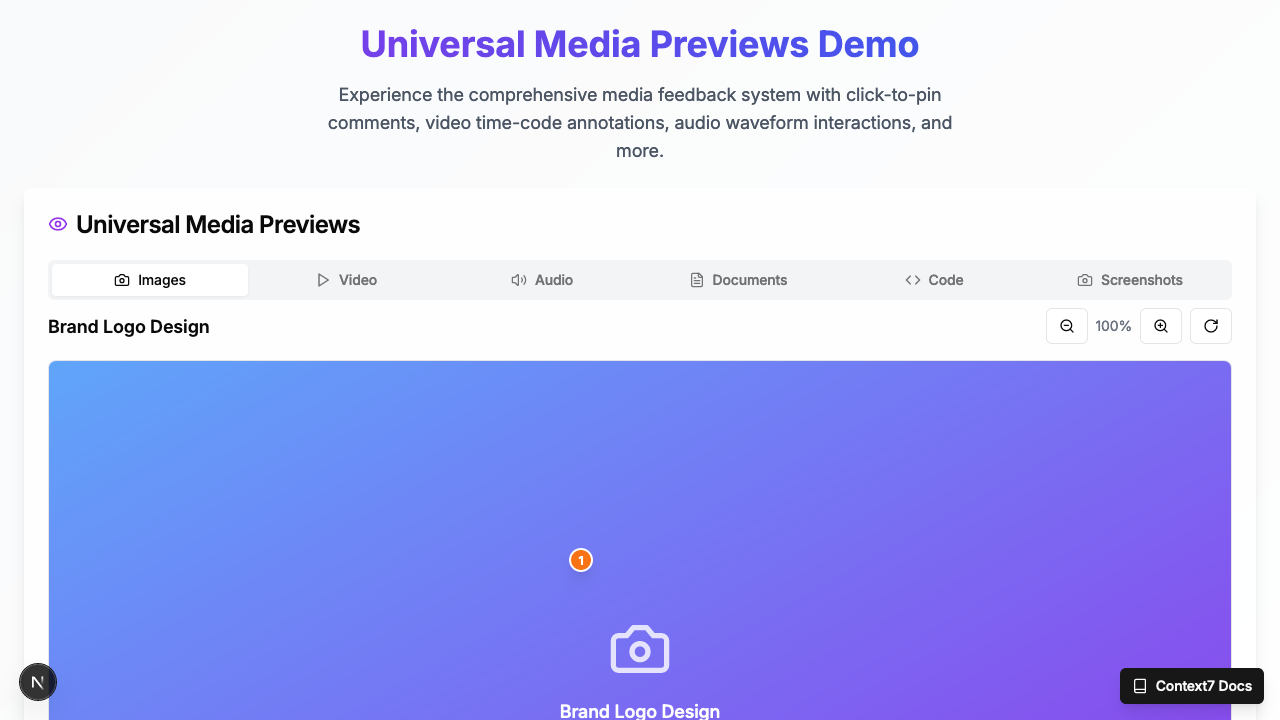 Universal Media Previews Demo
Experience the comprehensive media feedback system with click-to-pin
comments, video time-code annotations, audio waveform interactions, and
more.
Universal Media Previews
Images
Video
Audio
Documents
Code
Screenshots
Brand Logo Design
100%
1
Brand Logo Design
N
Context7 Docs